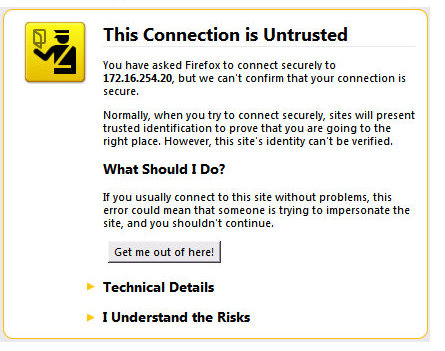 This Connection is Untrusted
You have asked Firefox to connect securely to
172.16.254.20, but we can't confirm that your connection is
secure.
Normally, when you try to connect securely, sites will present
trusted identification to prove that you are going to the
right place. However, this site's identity can't be verified.
What Should I Do?
If you usually connect to this site without problems, this
error could mean that someone is trying to impersonate the
site, and you shouldn't continue.
Get me out of here!
Technical Details
I Understand the Risks